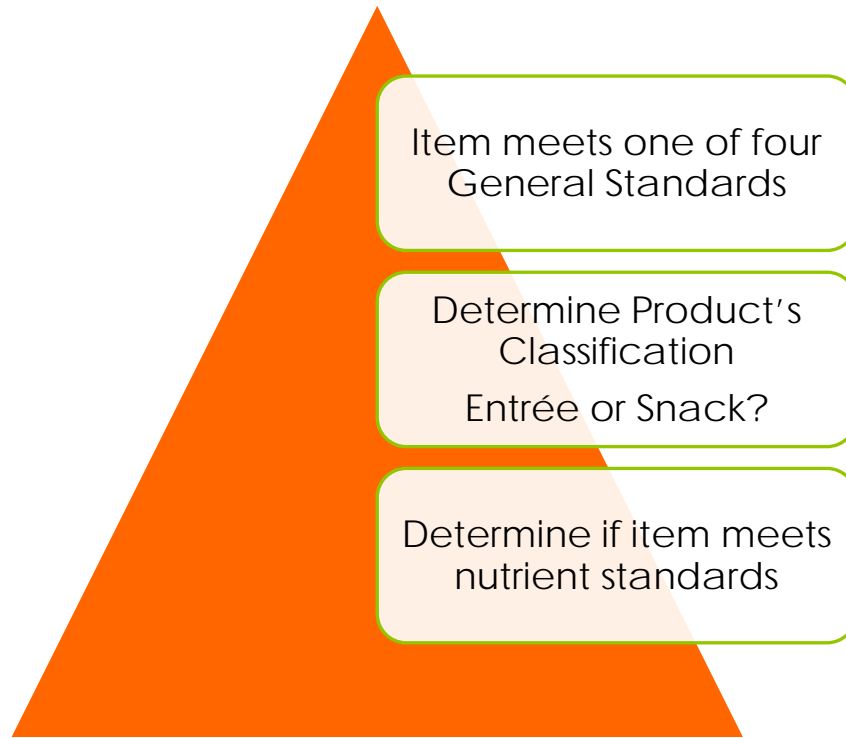 Item meets one of four
General Standards
Determine Product’s
Classification
Entrée or Snack?
Determine if item meets
nutrient standards